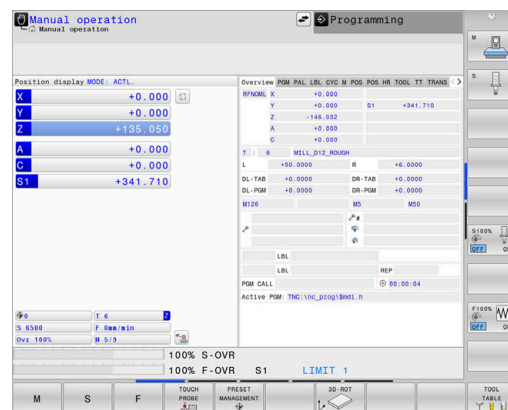 Manual operation
Manual operation
Programming
Position display MODE: ACTL.
X +0.000
Y +0.000
Z +135.050
A +0.000
C +0.000
S1 +341.710
0 T 6 Z
S 6500 F 0mm/min
Ovr 100% M 5/9
Overview PGM PAL LBL CYC M POS POS HR TOOL TT TRANS
RFNOML X +0.000
Y +0.000 S1 +341.710
Z -146.032
A +0.000
C +0.000
T : 6 MILL_D12_ROUGH
L +50.0000 R +6.0000
DL-TAB +0.0000 DR-TAB +0.0000
DL-PGM +0.0000 DR-PGM +0.0000
M126 M5 M50
#
LBL
LBL REP
PGM CALL 00:00:04
Active PGM: TNC:\nc_prog\$mdi.h
100% S-OVR
100% F-OVR S1 LIMIT 1
M
S
S100%
OFF
F100%
OFF
M
S
F
TOUCH PROBE
PRESET MANAGEMENT
3D-ROT
TOOL TABLE